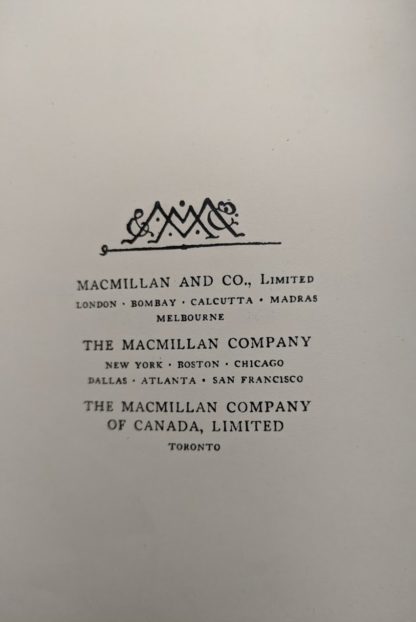 M M & Co.
MACMILLAN AND CO., LIMITED
LONDON · BOMBAY · CALCUTTA · MADRAS
MELBOURNE
THE MACMILLAN COMPANY
NEW YORK · BOSTON · CHICAGO
DALLAS · ATLANTA · SAN FRANCISCO
THE MACMILLAN COMPANY
OF CANADA, LIMITED
TORONTO